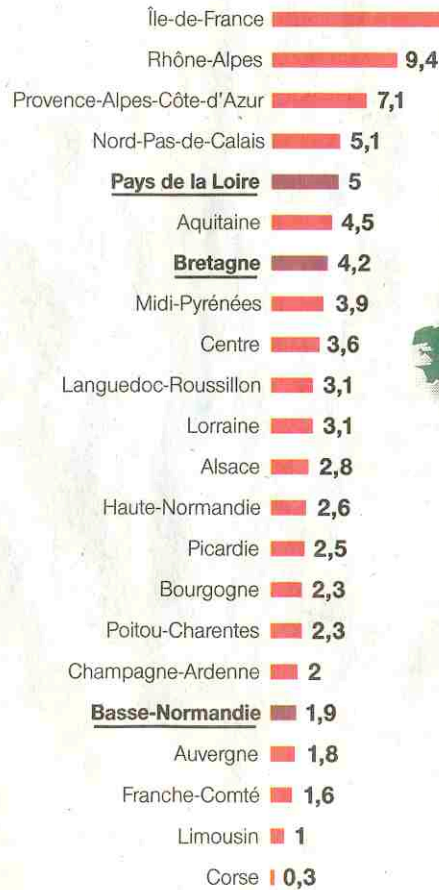 Île-de-France
Rhône-Alpes 9,4
Provence-Alpes-Côte-d'Azur 7,1
Nord-Pas-de-Calais 5,1
Pays de la Loire 5
Aquitaine 4,5
Bretagne 4,2
Midi-Pyrénées 3,9
Centre 3,6
Languedoc-Roussillon 3,1
Lorraine 3,1
Alsace 2,8
Haute-Normandie 2,6
Picardie 2,5
Bourgogne 2,3
Poitou-Charentes 2,3
Champagne-Ardenne 2
Basse-Normandie 1,9
Auvergne 1,8
Franche-Comté 1,6
Limousin 1
Corse 0,3